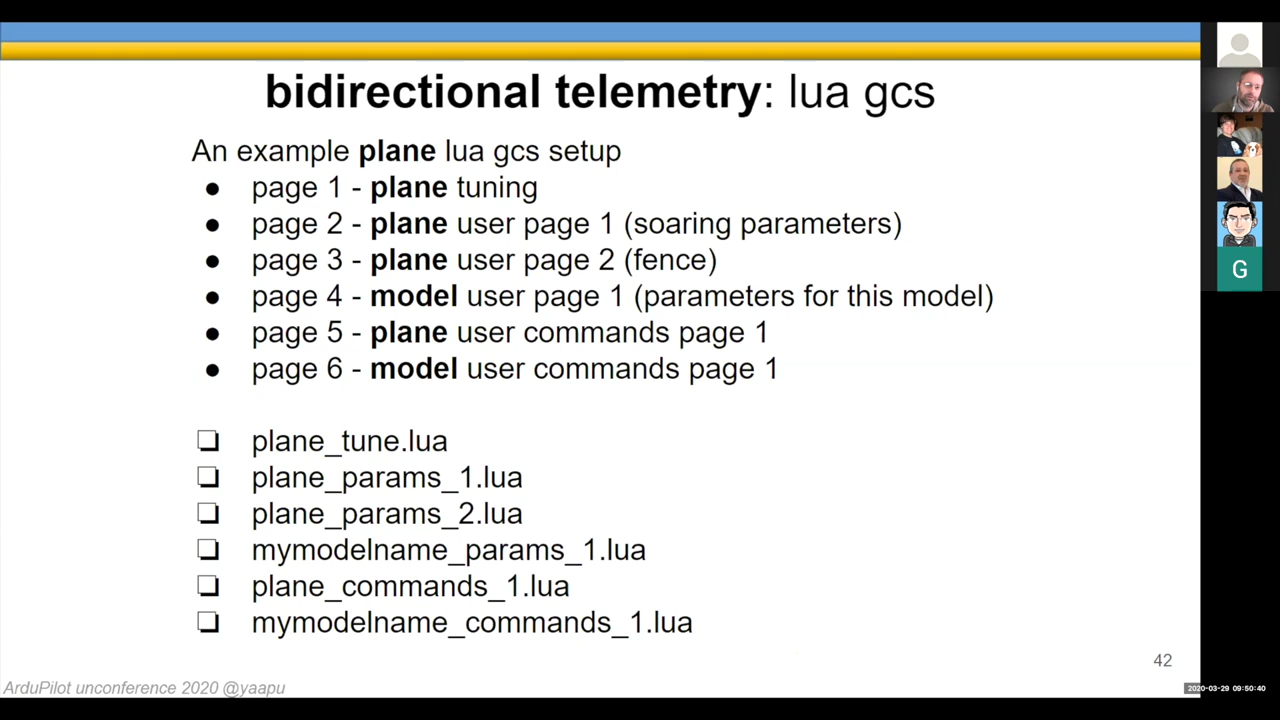 bidirectional telemetry: lua gcs
An example plane lua gcs setup
● page 1 - plane tuning
● page 2 - plane user page 1 (soaring parameters)
● page 3 - plane user page 2 (fence)
● page 4 - model user page 1 (parameters for this model)
● page 5 - plane user commands page 1
● page 6 - model user commands page 1
❏ plane_tune.lua
❏ plane_params_1.lua
❏ plane_params_2.lua
❏ mymodelname_params_1.lua
❏ plane_commands_1.lua
❏ mymodelname_commands_1.lua
42
ArduPilot unconference 2020 @yaapu
G
2020-03-29 09:50:40